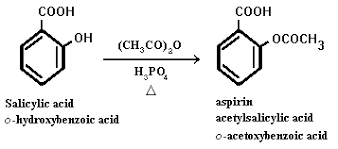 COOH
OH
(CH₃CO)₂O
H₃PO₄
△
COOH
OCOCH₃
Salicylic acid
o-hydroxybenzoic acid
aspirin
acetylsalicylic acid
o-acetoxybenzoic acid